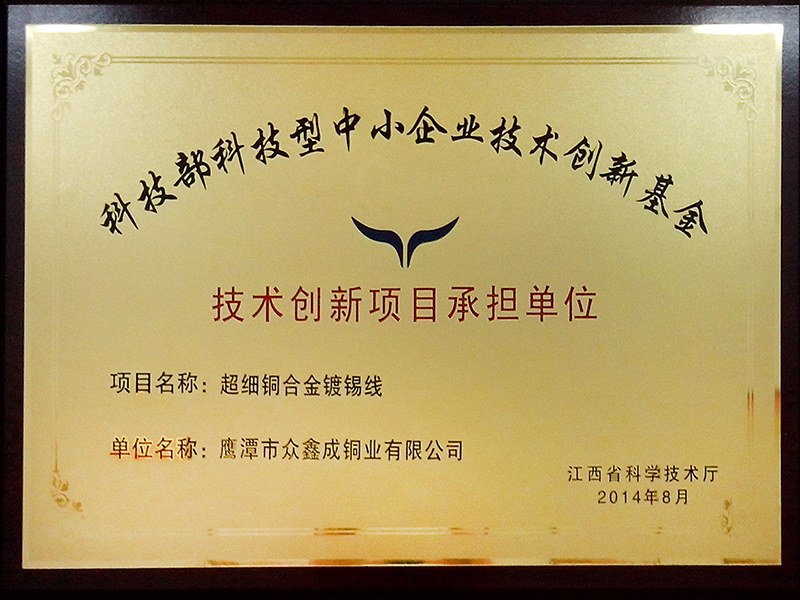 科技部科技型中小企业技术创新基金
技术创新项目承担单位
项目名称：超细铜合金镀锡线
单位名称：鹰潭市众鑫成铜业有限公司
江西省科学技术厅
2014年8月